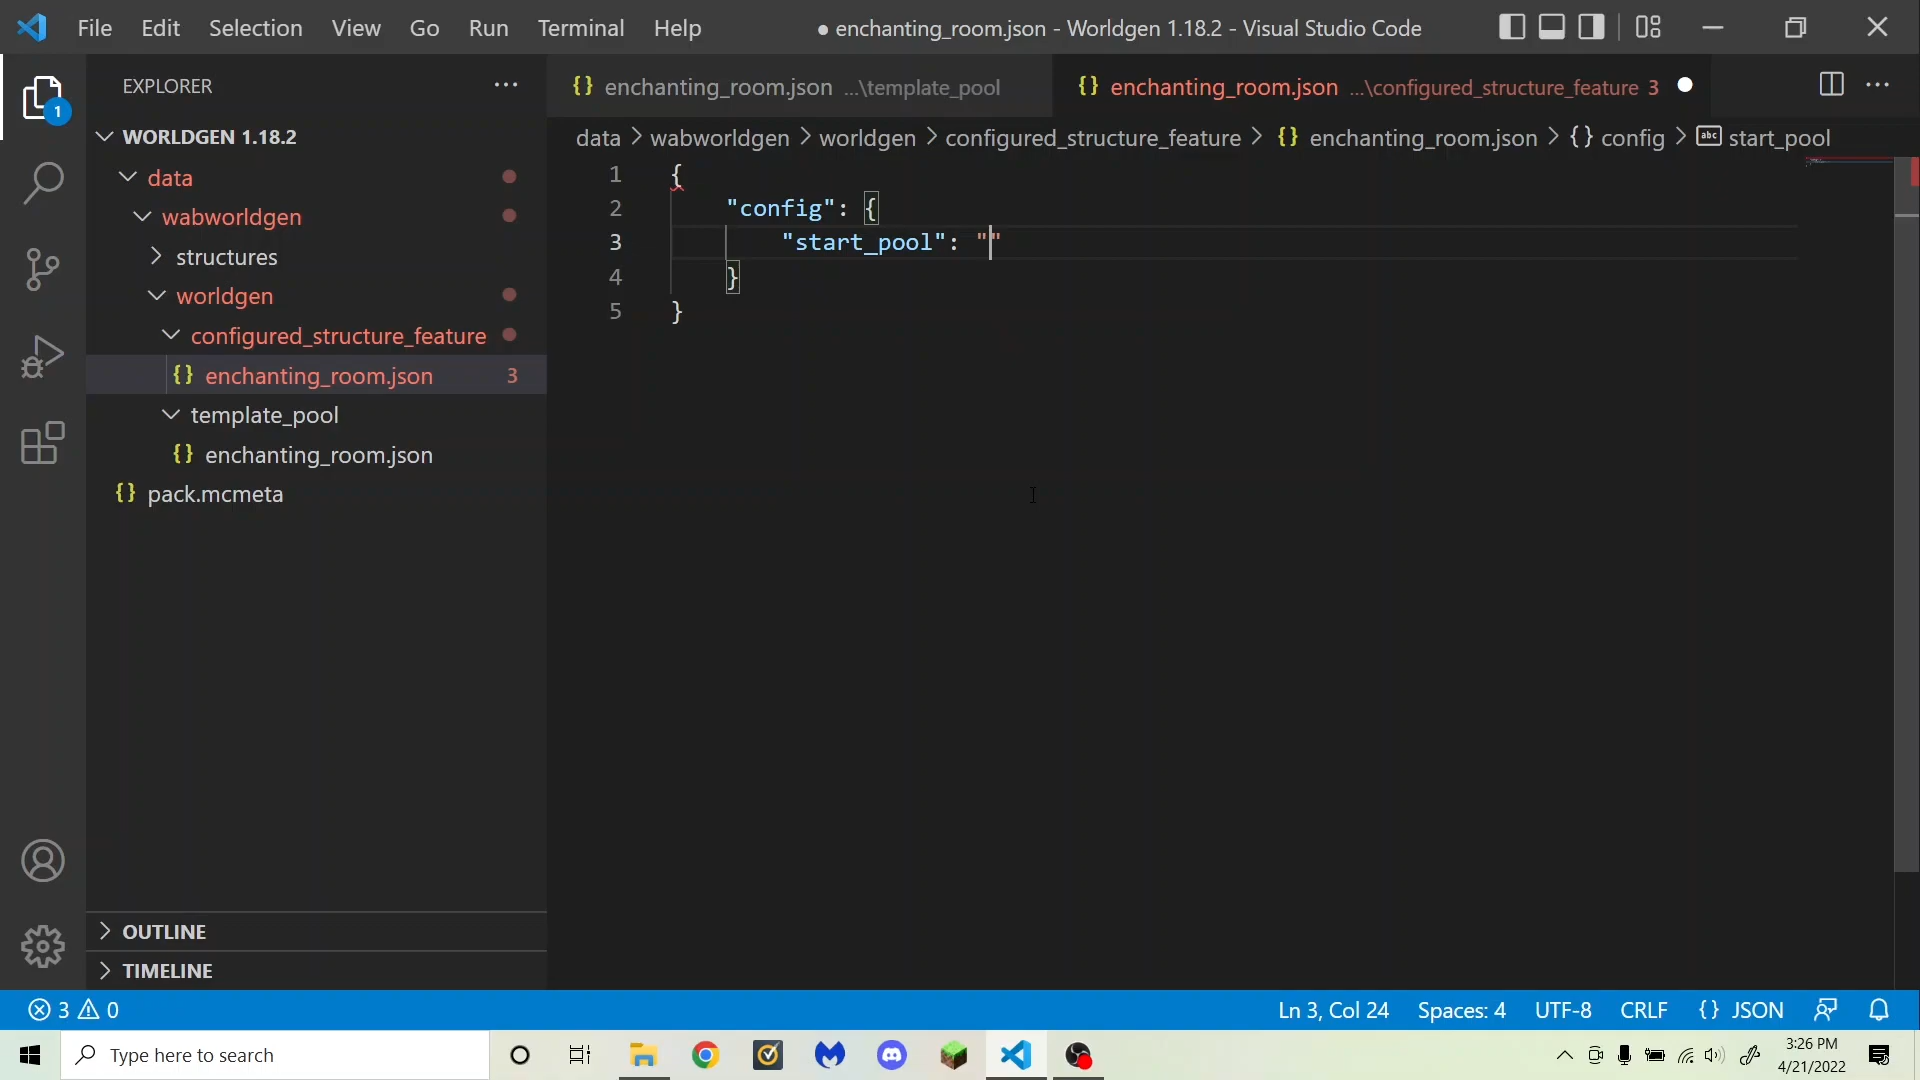 File Edit Selection View Go Run Terminal Help ● enchanting_room.json - Worldgen 1.18.2 - Visual Studio Code
EXPLORER
1
WORLDGEN 1.18.2
data
wabworldgen
structures
worldgen
configured_structure_feature
{} enchanting_room.json 3
template_pool
{} enchanting_room.json
{} pack.mcmeta
OUTLINE
TIMELINE
{} enchanting_room.json ...\template_pool
{} enchanting_room.json ...\configured_structure_feature 3
data > wabworldgen > worldgen > configured_structure_feature > {} enchanting_room.json > {} config > abc start_pool
1 {
2 "config": {
3 "start_pool": ""
4 }
5 }
3 0
Ln 3, Col 24 Spaces: 4 UTF-8 CRLF {} JSON
Type here to search
3:26 PM
4/21/2022